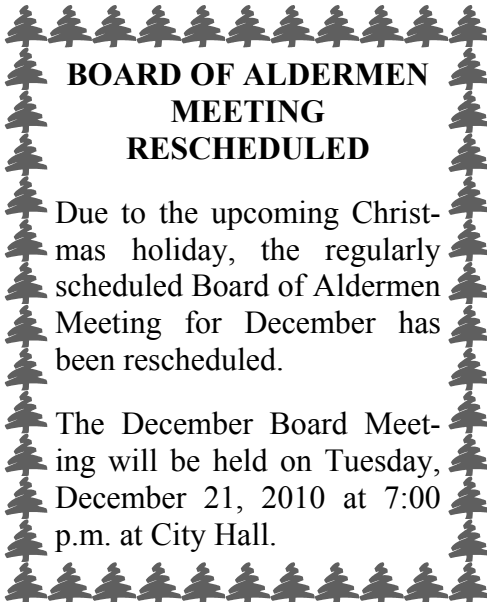 BOARD OF ALDERMEN
MEETING
RESCHEDULED
Due to the upcoming Christ-
mas holiday, the regularly
scheduled Board of Aldermen
Meeting for December has
been rescheduled.
The December Board Meet-
ing will be held on Tuesday,
December 21, 2010 at 7:00
p.m. at City Hall.